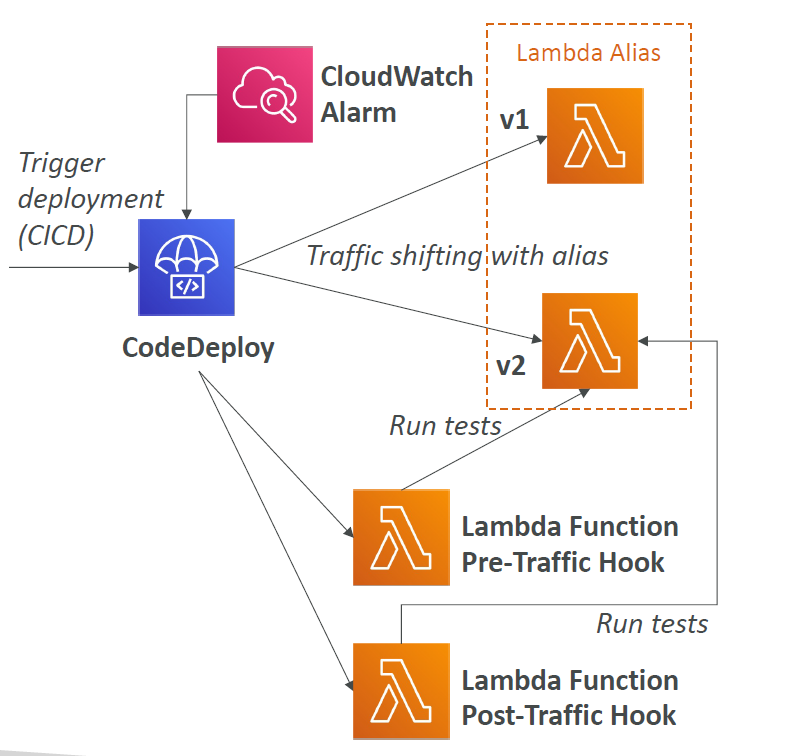 Lambda Alias
CloudWatch
Alarm
v1
Trigger
deployment
(CICD)
Traffic shifting with alias
</>
CodeDeploy
v2
Run tests
Lambda Function
Pre-Traffic Hook
Run tests
Lambda Function
Post-Traffic Hook